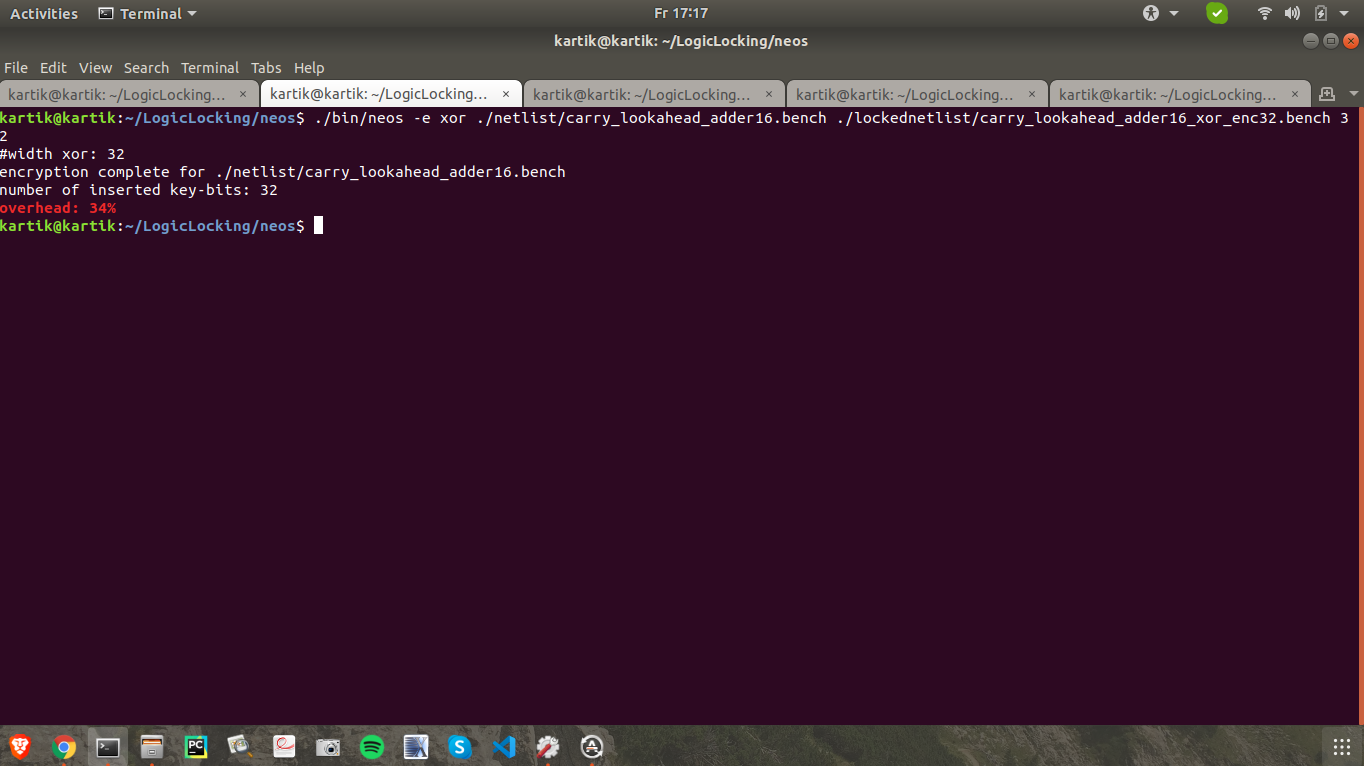 Activities Terminal Fr 17:17
kartik@kartik: ~/LogicLocking/neos
File Edit View Search Terminal Tabs Help
kartik@kartik: ~/LogicLocking... × kartik@kartik: ~/LogicLocking... × kartik@kartik: ~/LogicLocking... × kartik@kartik: ~/LogicLocking... × kartik@kartik: ~/LogicLocking... ×
kartik@kartik:~/LogicLocking/neos$ ./bin/neos -e xor ./netlist/carry_lookahead_adder16.bench ./lockednetlist/carry_lookahead_adder16_xor_enc32.bench 3
2
#width xor: 32
encryption complete for ./netlist/carry_lookahead_adder16.bench
number of inserted key-bits: 32
overhead: 34%
kartik@kartik:~/LogicLocking/neos$
PC
S